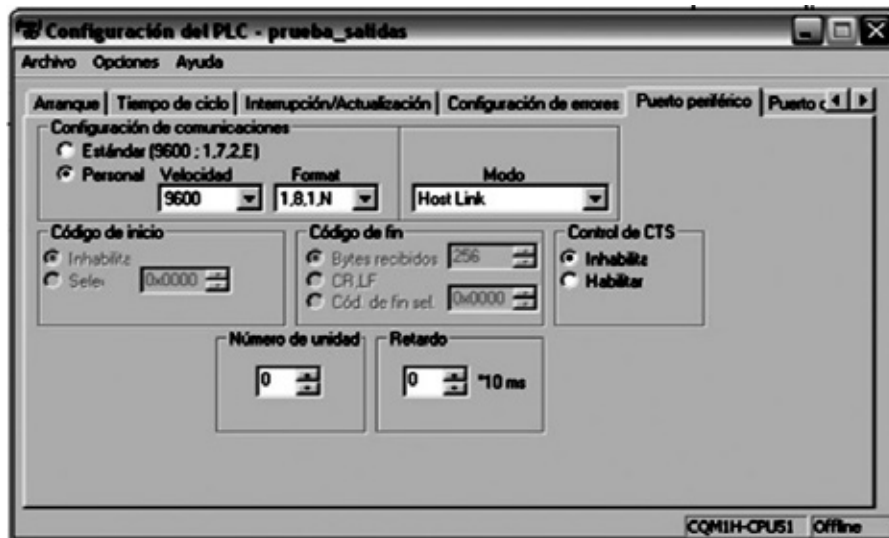 Configuración del PLC - prueba_salidas
Archivo Opciones Ayuda
Arranque Tiempo de ciclo Interrupción/Actualización Configuración de errores Puerto periférico Puerto
Configuración de comunicaciones
Estándar (9600 ; 1,7,2,E)
Personal Velocidad Format Modo
9600 1,8,1,N Host Link
Código de inicio Código de fin Control de CTS
Inhabilita Bytes recibidos 256 Inhabilita
Selec 0x0000 CR,LF Habilitar
Cód. de fin sel. 0x0000
Número de unidad Retardo
0 0 *10 ms
CQM1H-CPU51 Offline